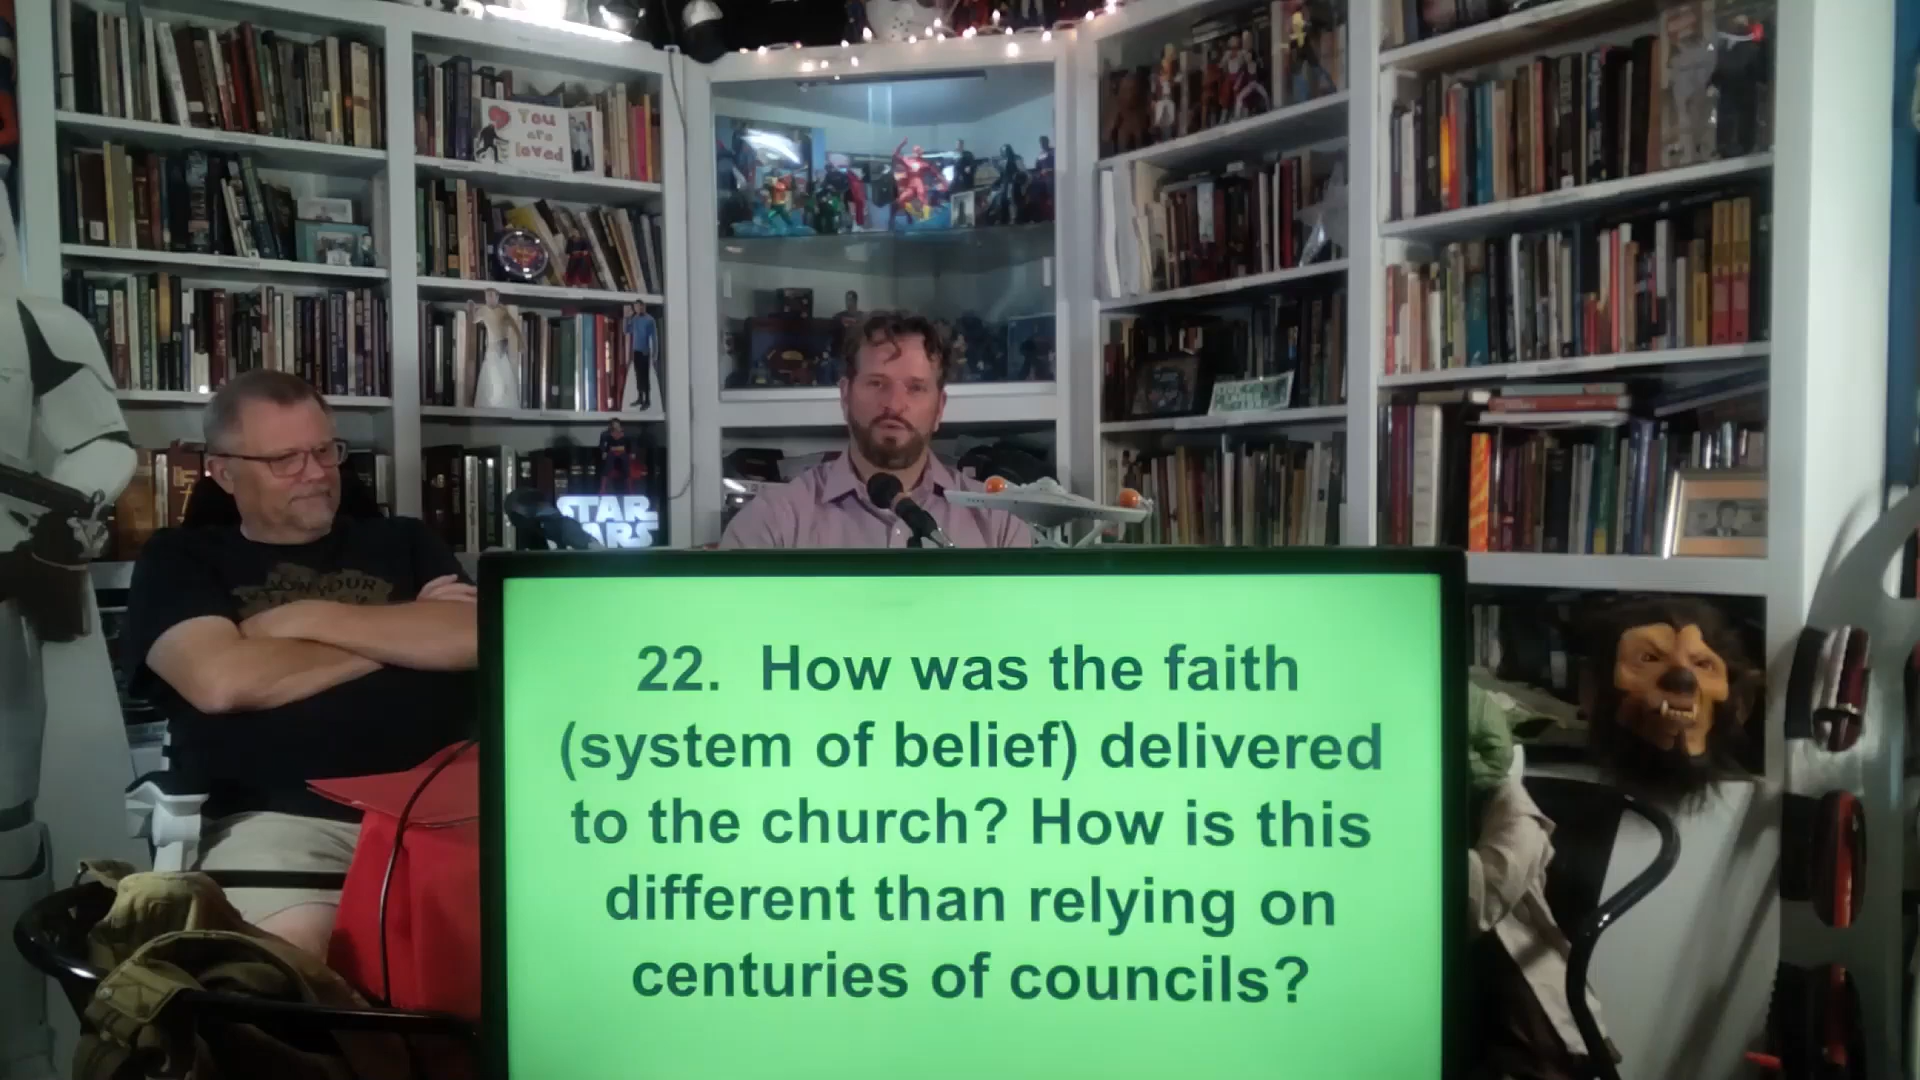 You
are
loved
STAR
WARS
22. How was the faith
(system of belief) delivered
to the church? How is this
different than relying on
centuries of councils?